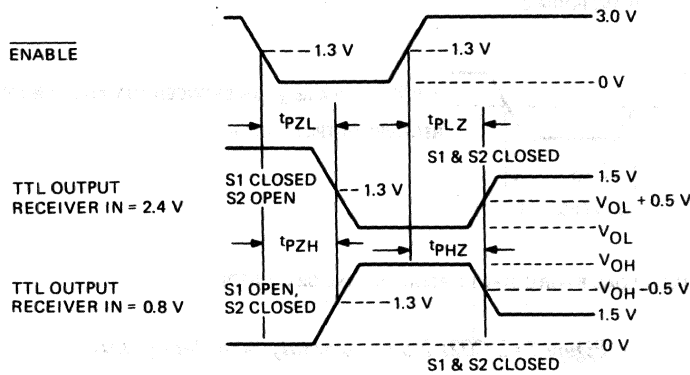 3.0 V
ENABLE
1.3 V
1.3 V
0 V
tPZL
tPLZ
S1 & S2 CLOSED
TTL OUTPUT
RECEIVER IN = 2.4 V
S1 CLOSED
S2 OPEN
1.3 V
1.5 V
VOL + 0.5 V
VOL
tPZH
tPHZ
VOH
TTL OUTPUT
RECEIVER IN = 0.8 V
S1 OPEN,
S2 CLOSED
1.3 V
VOH -0.5 V
1.5 V
0 V
S1 & S2 CLOSED